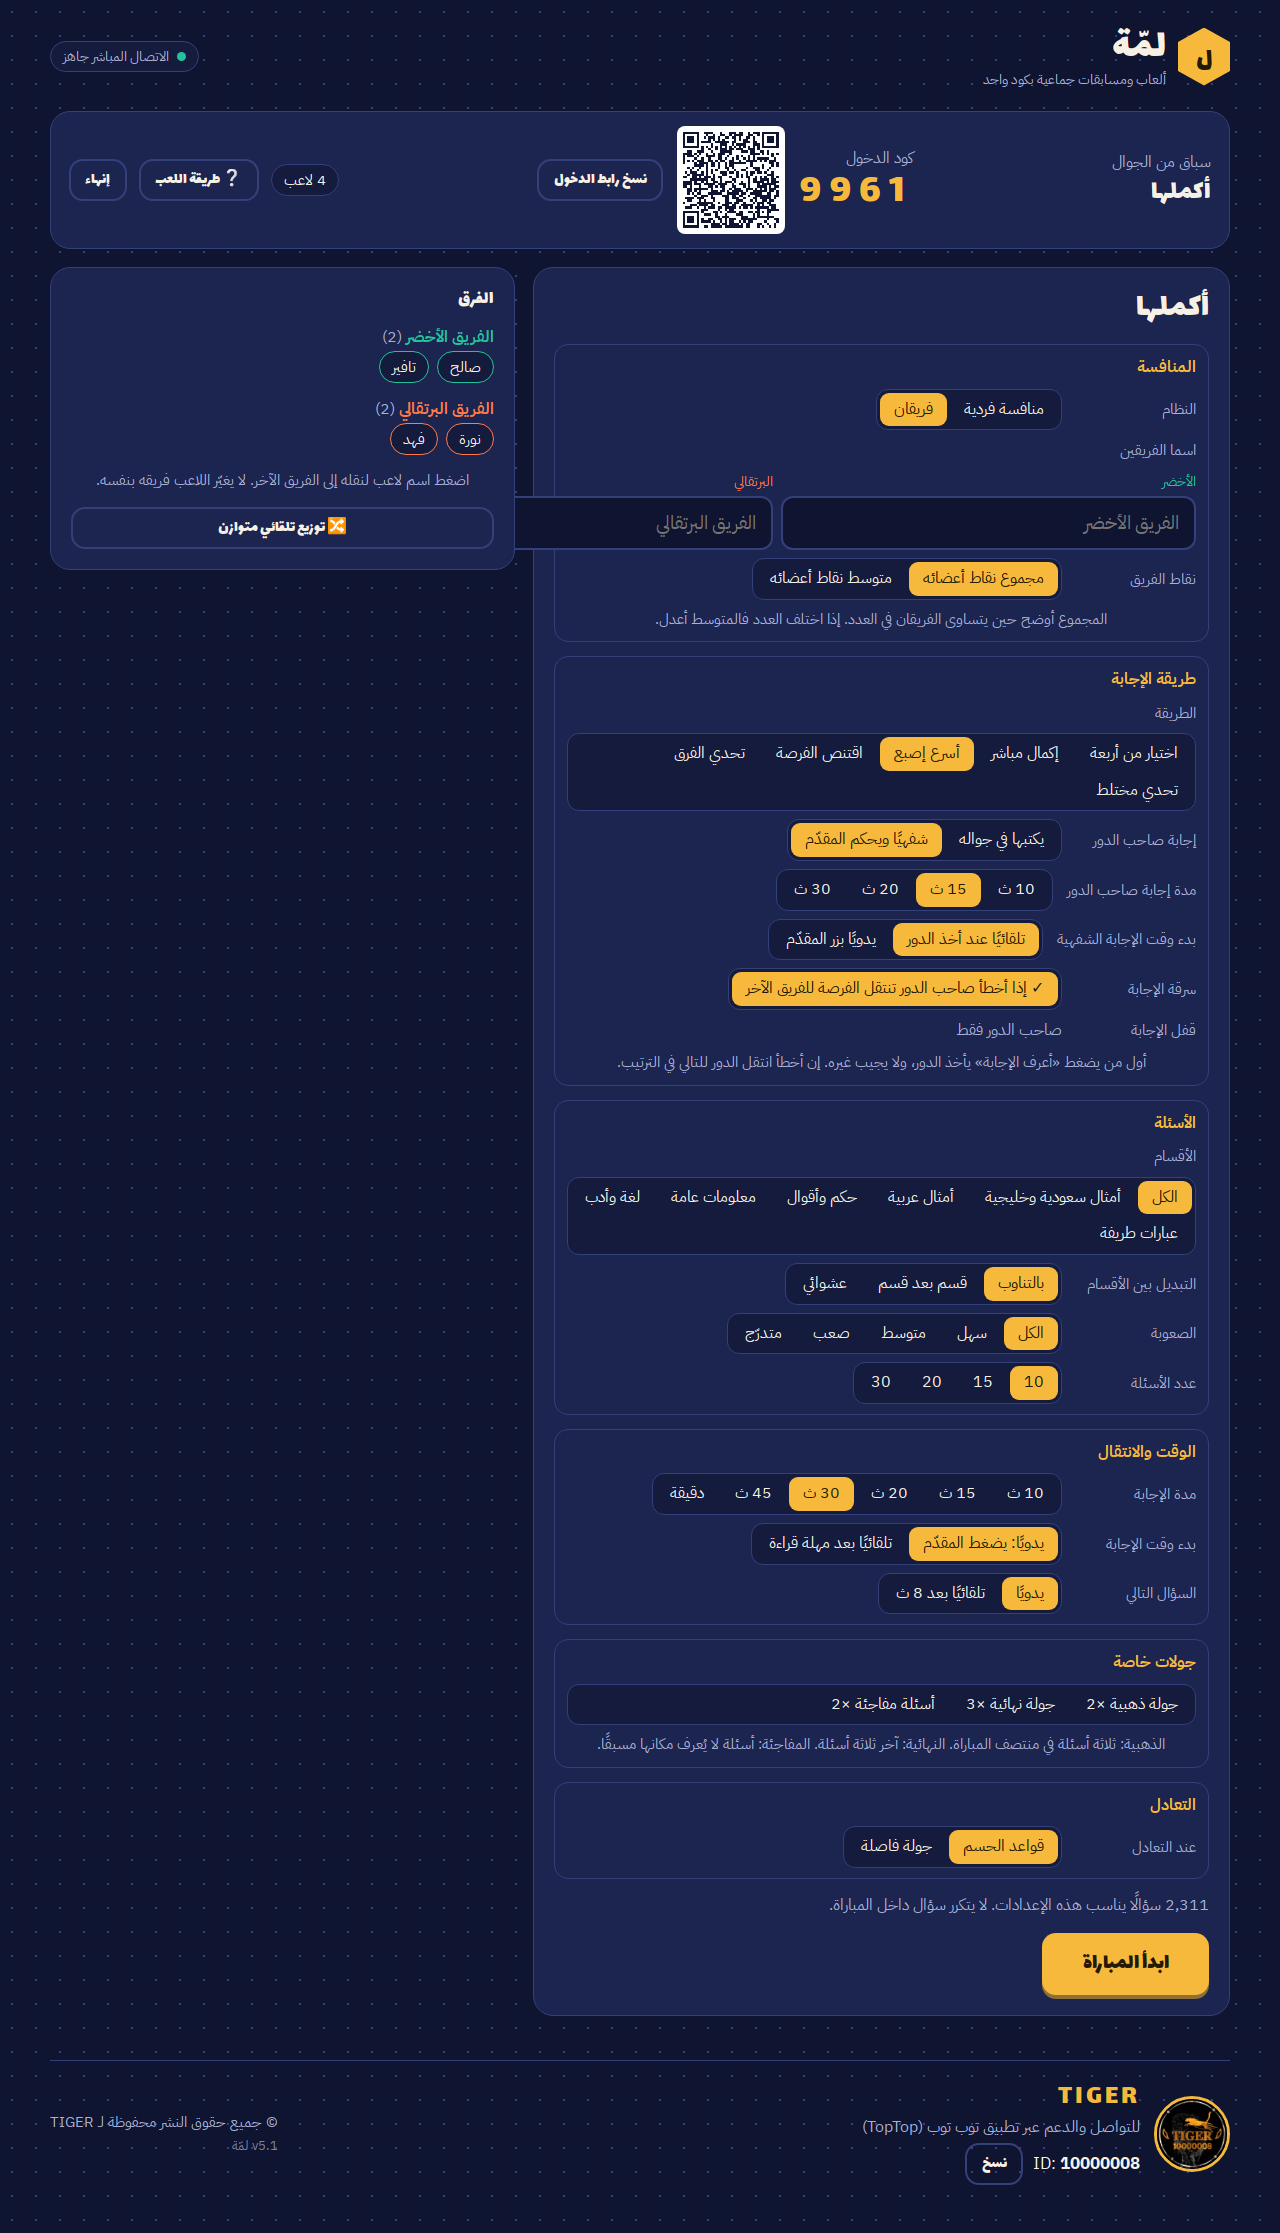 ل
لمّة
ألعاب ومسابقات جماعية بكود واحد
الاتصال المباشر جاهز
سباق من الجوال
أكملها
كود الدخول
9961
نسخ رابط الدخول
4 لاعب
❔ طريقة اللعب
إنهاء
أكملها
المنافسة
النظام
منافسة فردية
فريقان
اسما الفريقين
الأخضر
البرتقالي
الفريق الأخضر
الفريق البرتقالي
نقاط الفريق
مجموع نقاط أعضائه
متوسط نقاط أعضائه
المجموع أوضح حين يتساوى الفريقان في العدد. إذا اختلف العدد فالمتوسط أعدل.
طريقة الإجابة
الطريقة
اختيار من أربعة
إكمال مباشر
أسرع إصبع
اقتنص الفرصة
تحدي الفرق
تحدي مختلط
إجابة صاحب الدور
يكتبها في جواله
شفهيًا ويحكم المقدّم
مدة إجابة صاحب الدور
10 ث
15 ث
20 ث
30 ث
بدء وقت الإجابة الشفهية
تلقائيًا عند أخذ الدور
يدويًا بزر المقدّم
سرقة الإجابة
✓ إذا أخطأ صاحب الدور تنتقل الفرصة للفريق الآخر
قفل الإجابة
صاحب الدور فقط
أول من يضغط «أعرف الإجابة» يأخذ الدور، ولا يجيب غيره. إن أخطأ انتقل الدور للتالي في الترتيب.
الأسئلة
الأقسام
الكل
أمثال سعودية وخليجية
أمثال عربية
حكم وأقوال
معلومات عامة
لغة وأدب
عبارات طريفة
التبديل بين الأقسام
بالتناوب
قسم بعد قسم
عشوائي
الصعوبة
الكل
سهل
متوسط
صعب
متدرّج
عدد الأسئلة
10
15
20
30
الوقت والانتقال
مدة الإجابة
10 ث
15 ث
20 ث
30 ث
45 ث
دقيقة
بدء وقت الإجابة
يدويًا: يضغط المقدّم
تلقائيًا بعد مهلة قراءة
السؤال التالي
يدويًا
تلقائيًا بعد 8 ث
جولات خاصة
جولة ذهبية ×2
جولة نهائية ×3
أسئلة مفاجئة ×2
الذهبية: ثلاثة أسئلة في منتصف المباراة. النهائية: آخر ثلاثة أسئلة. المفاجئة: أسئلة لا يُعرف مكانها مسبقًا.
التعادل
عند التعادل
قواعد الحسم
جولة فاصلة
2,311 سؤالًا يناسب هذه الإعدادات. لا يتكرر سؤال داخل المباراة.
ابدأ المباراة
الفرق
الفريق الأخضر (2)
صالح
تافير
الفريق البرتقالي (2)
نورة
فهد
اضغط اسم لاعب لنقله إلى الفريق الآخر. لا يغيّر اللاعب فريقه بنفسه.
🔀 توزيع تلقائي متوازن
TIGER
10000008
TIGER
للتواصل والدعم عبر تطبيق توب توب (TopTop)
ID: 10000008
نسخ
© جميع حقوق النشر محفوظة لـ TIGER
لمّة v5.1